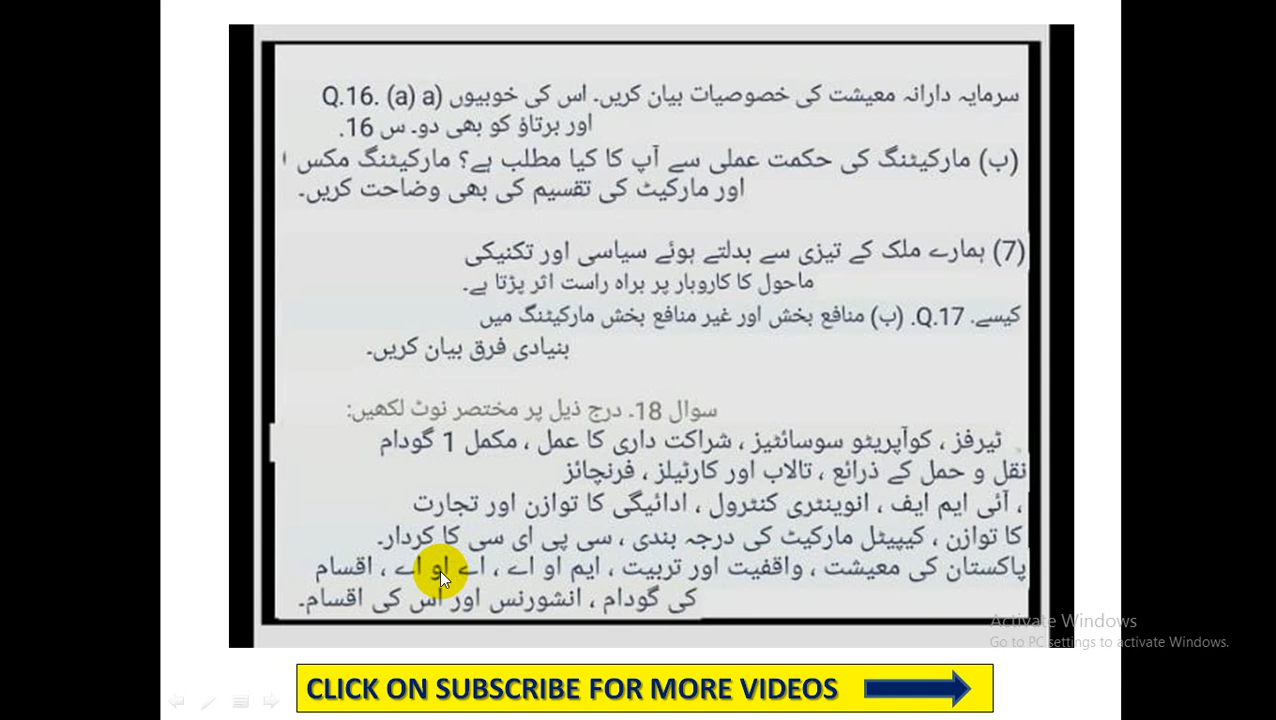 سرمایہ دارانہ معیشت کی خصوصیات بیان کریں۔ اس کی خوبیوں Q.16. (a) a)
اور برتاؤ کو بھی دو۔ س 16.
(ب) مارکیٹنگ کی حکمت عملی سے آپ کا کیا مطلب ہے؟ مارکیٹنگ مکس ا
اور مارکیٹ کی تقسیم کی بھی وضاحت کریں۔
(7) ہمارے ملک کے تیزی سے بدلتے ہوئے سیاسی اور تکنیکی
ماحول کا کاروبار پر براہ راست اثر پڑتا ہے۔
کیسے۔ Q.17. (ب) منافع بخش اور غیر منافع بخش مارکیٹنگ میں
بنیادی فرق بیان کریں۔
سوال 18۔ درج ذیل پر مختصر نوٹ لکھیں:
ٹیرفز ، کوآپریٹو سوسائٹیز ، شراکت داری کا عمل ، مکمل 1 گودام
نقل و حمل کے ذرائع ، تالاب اور کارٹیلز ، فرنچائز
، آئی ایم ایف ، انوینٹری کنٹرول ، ادائیگی کا توازن اور تجارت
کا توازن ، کیپیٹل مارکیٹ کی درجہ بندی ، سی پی ای سی کا کردار۔
پاکستان کی معیشت ، واقفیت اور تربیت ، ایم او اے ، اے او اے ، اقسام
کی گودام ، انشورنس اور اس کی اقسام۔
Activate Windows
Go to PC settings to activate Windows.
CLICK ON SUBSCRIBE FOR MORE VIDEOS